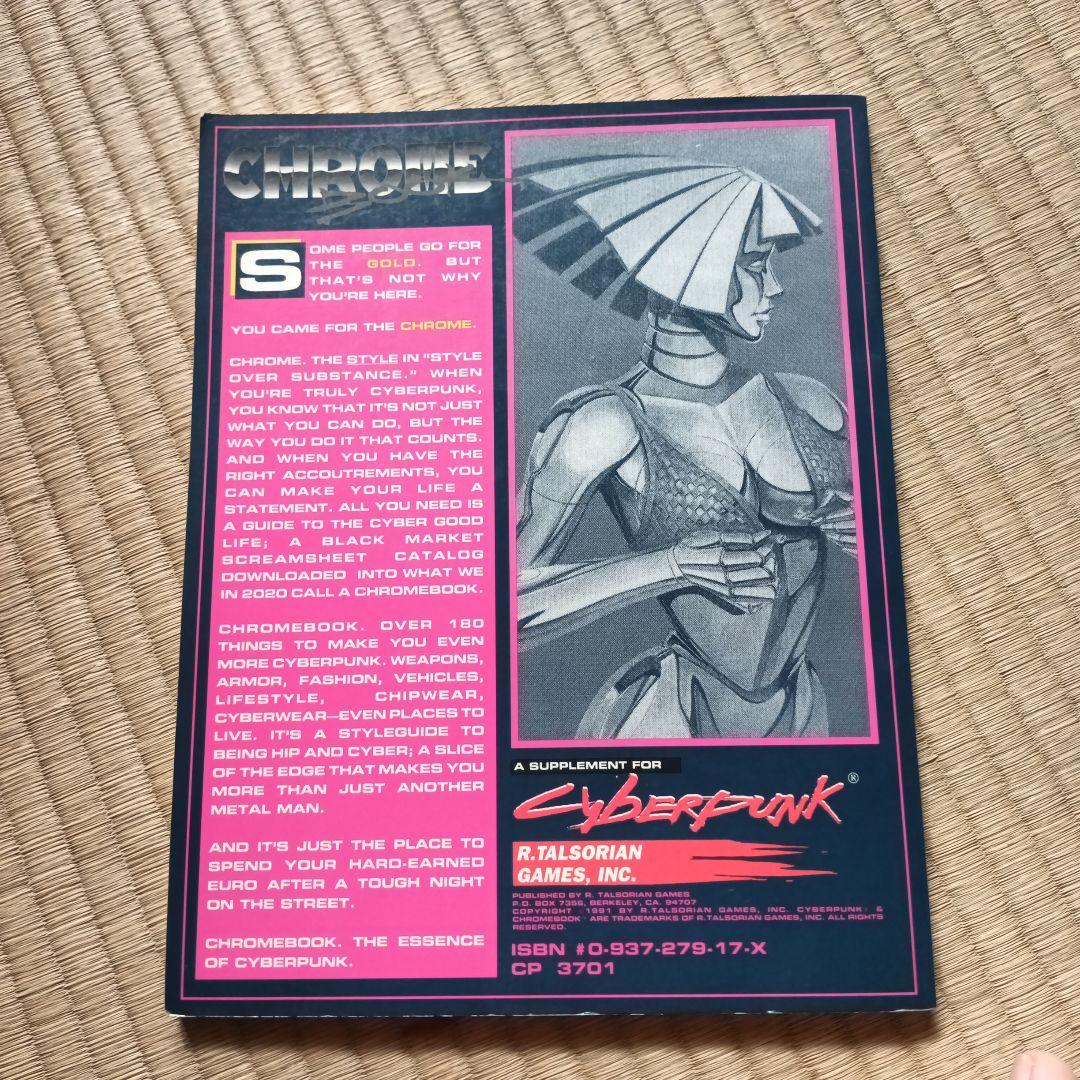 CHROME
BOOK
SOME PEOPLE GO FOR
THE GOLD. BUT
THAT'S NOT WHY
YOU'RE HERE.
YOU CAME FOR THE CHROME.
CHROME. THE STYLE IN "STYLE
OVER SUBSTANCE." WHEN
YOU'RE TRULY CYBERPUNK,
YOU KNOW THAT IT'S NOT JUST
WHAT YOU CAN DO, BUT THE
WAY YOU DO IT THAT COUNTS.
AND WHEN YOU HAVE THE
RIGHT ACCOUTREMENTS, YOU
CAN MAKE YOUR LIFE A
STATEMENT. ALL YOU NEED IS
A GUIDE TO THE CYBER GOOD
LIFE; A BLACK MARKET
SCREAMSHEET CATALOG
DOWNLOADED INTO WHAT WE
IN 2020 CALL A CHROMEBOOK.
CHROMEBOOK. OVER 180
THINGS TO MAKE YOU EVEN
MORE CYBERPUNK. WEAPONS,
ARMOR, FASHION, VEHICLES,
LIFESTYLE, CHIPWEAR,
CYBERWEAR—EVEN PLACES TO
LIVE. IT'S A STYLEGUIDE TO
BEING HIP AND CYBER; A SLICE
OF THE EDGE THAT MAKES YOU
MORE THAN JUST ANOTHER
METAL MAN.
AND IT'S JUST THE PLACE TO
SPEND YOUR HARD-EARNED
EURO AFTER A TOUGH NIGHT
ON THE STREET.
CHROMEBOOK. THE ESSENCE
OF CYBERPUNK.
A SUPPLEMENT FOR
CYBERPUNK®
R.TALSORIAN
GAMES, INC.
PUBLISHED BY R. TALSORIAN GAMES
P.O. BOX 7356, BERKELEY, CA. 94707
COPYRIGHT 1991 BY R.TALSORIAN GAMES, INC. CYBERPUNK &
CHROMEBOOK ARE TRADEMARKS OF R.TALSORIAN GAMES, INC. ALL RIGHTS
RESERVED.
ISBN #0-937-279-17-X
CP 3701